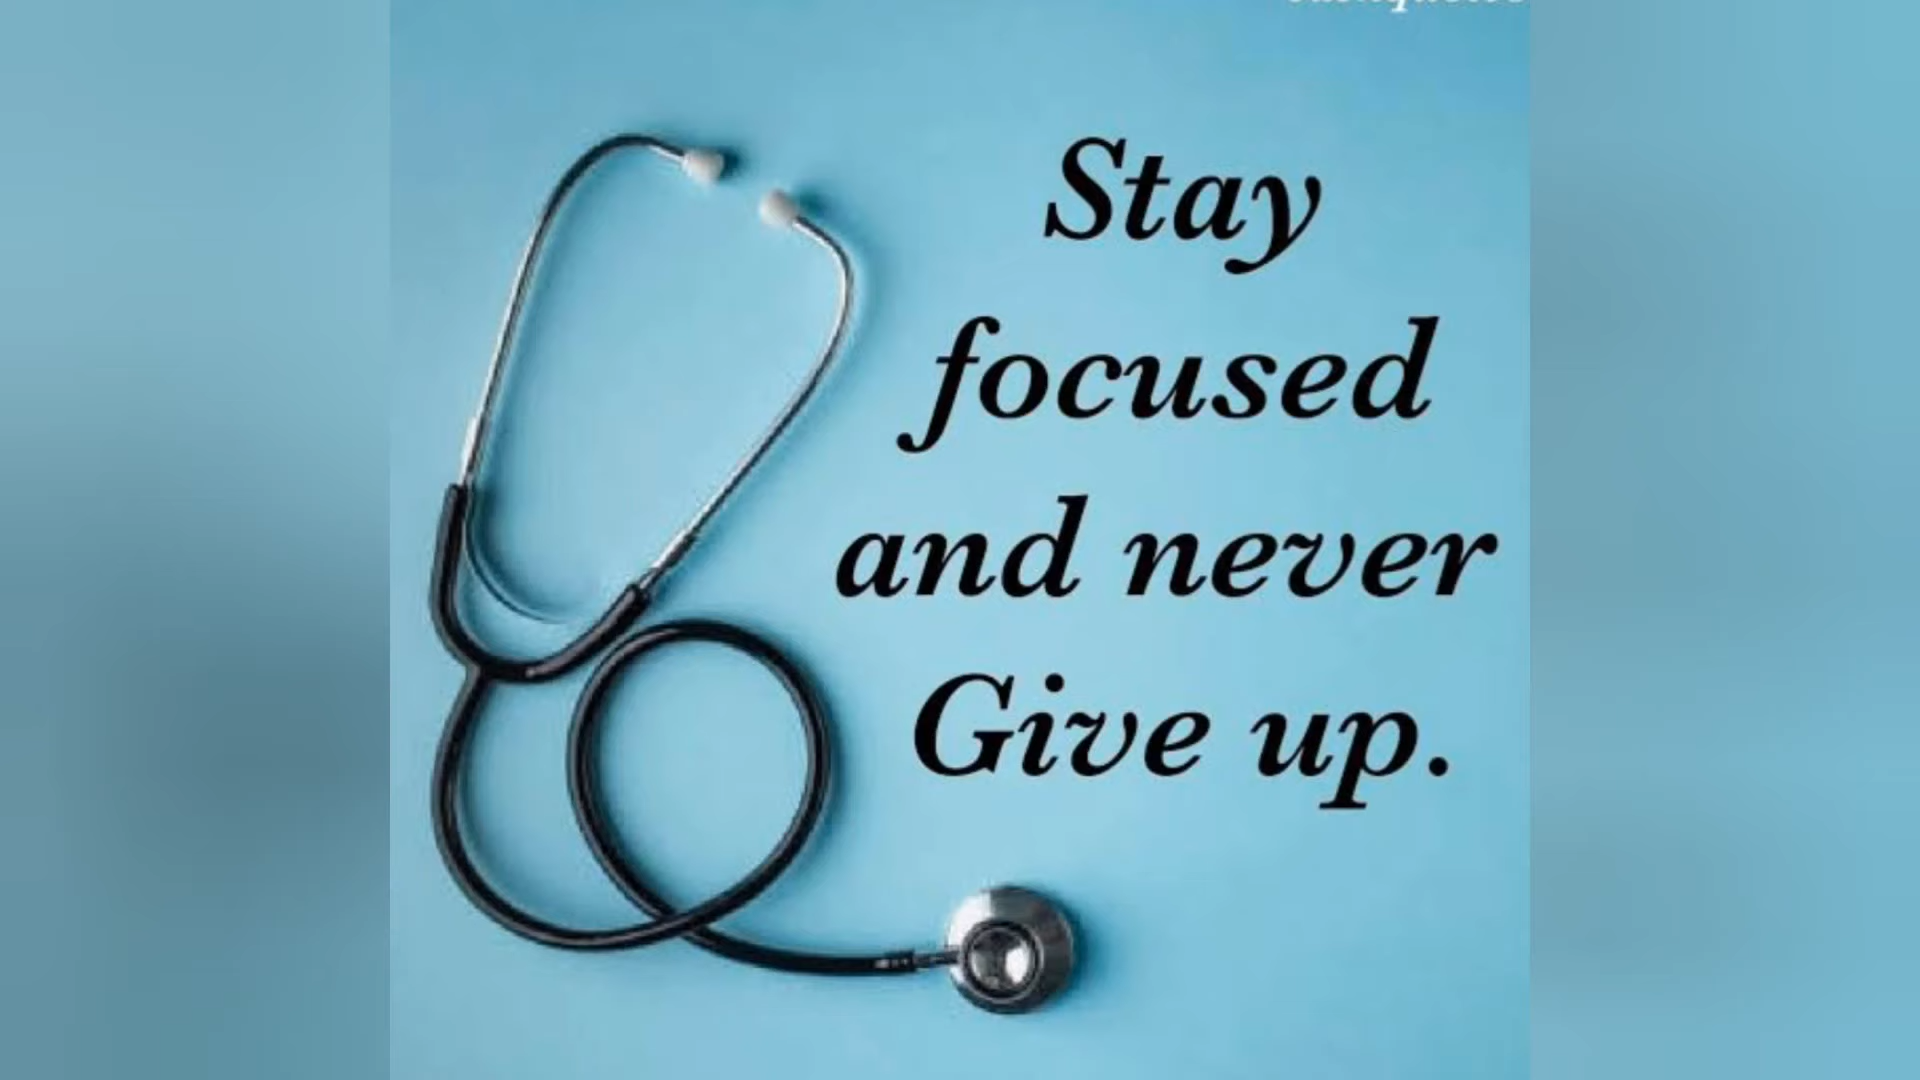 Stay
focused
and never
Give up.